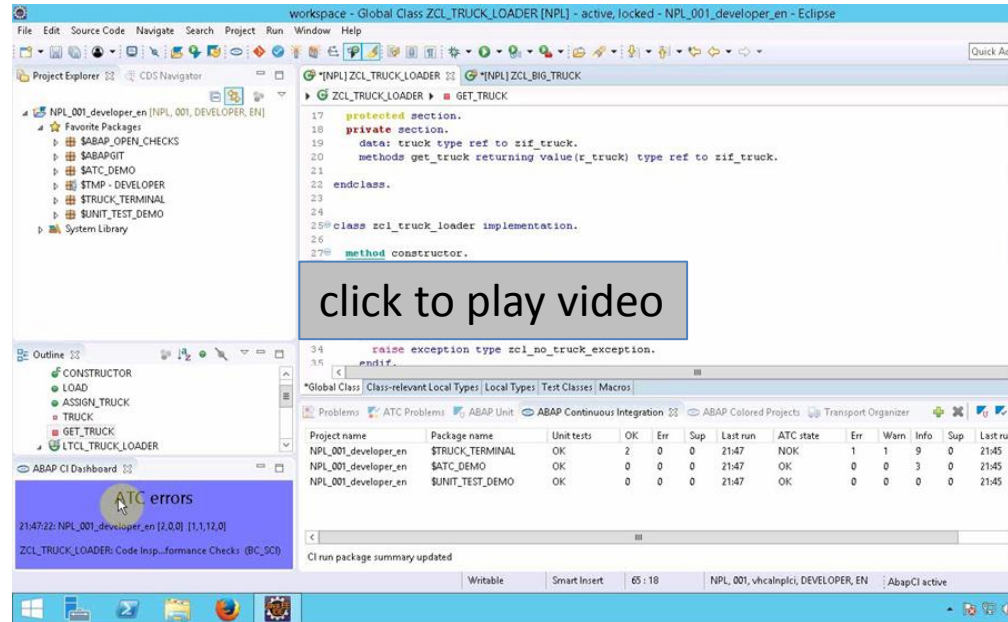 workspace - Global Class ZCL_TRUCK_LOADER [NPL] - active, locked - NPL_001_developer_en - Eclipse
File Edit Source Code Navigate Search Project Run Window Help
Quick Ac
Project Explorer CDS Navigator
NPL_001_developer_en [NPL, 001, DEVELOPER, EN]
Favorite Packages
$ABAP_OPEN_CHECKS
$ABAPGIT
$ATC_DEMO
$TMP - DEVELOPER
$TRUCK_TERMINAL
$UNIT_TEST_DEMO
System Library
*[NPL] ZCL_TRUCK_LOADER *[NPL] ZCL_BIG_TRUCK
ZCL_TRUCK_LOADER GET_TRUCK
17 protected section.
18 private section.
19 data: truck type ref to zif_truck.
20 methods get_truck returning value(r_truck) type ref to zif_truck.
21
22 endclass.
23
24
25 class zcl_truck_loader implementation.
26
27 method constructor.
click to play video
34 raise exception type zcl_no_truck_exception.
35 endif.
*Global Class Class-relevant Local Types Local Types Test Classes Macros
Outline
CONSTRUCTOR
LOAD
ASSIGN_TRUCK
TRUCK
GET_TRUCK
LTCL_TRUCK_LOADER
Problems ATC Problems ABAP Unit ABAP Continuous Integration ABAP Colored Projects Transport Organizer
Project name Package name Unit tests OK Err Sup Last run ATC state Err Warn Info Sup Last ru
NPL_001_developer_en $TRUCK_TERMINAL OK 2 0 0 21:47 NOK 1 1 9 0 21:45
NPL_001_developer_en $ATC_DEMO OK 0 0 0 21:47 OK 0 0 3 0 21:45
NPL_001_developer_en $UNIT_TEST_DEMO OK 0 0 0 21:47 OK 0 0 0 0 21:45
CI run package summary updated
ABAP CI Dashboard
ATC errors
21:47:22: NPL_001_developer_en [2,0,0] [1,1,12,0]
ZCL_TRUCK_LOADER: Code Insp...formance Checks (BC_SCI)
Writable Smart Insert 65 : 18 NPL, 001, vhcalnplci, DEVELOPER, EN AbapCI active